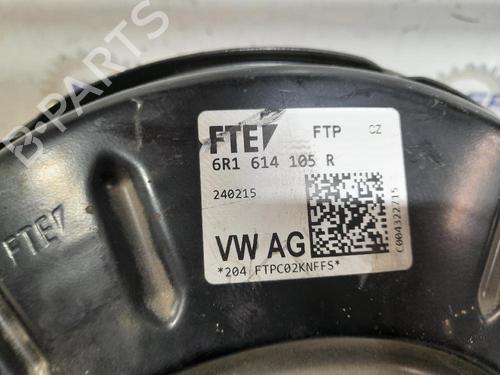 B-PARTS
FTE
FTP
CZ
6R1 614 105 R
240215
VW AG
*204 FTPC02KNFFS*
C004322715
FTE